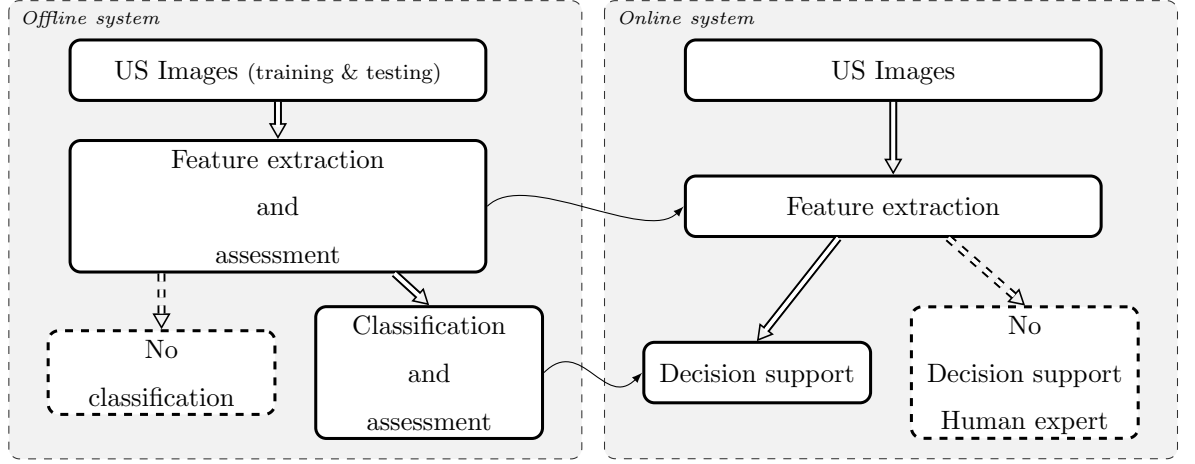 Offline system
US Images (training & testing)
Feature extraction
and
assessment
No
classification
Classification
and
assessment
Online system
US Images
Feature extraction
Decision support
No
Decision support
Human expert